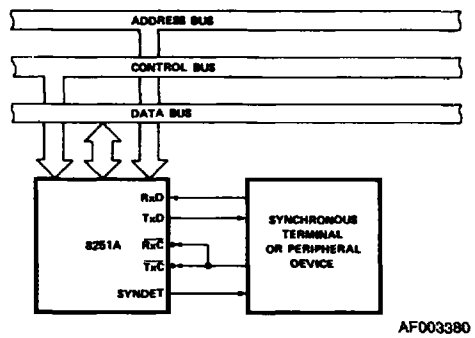 ADDRESS BUS
CONTROL BUS
DATA BUS
8251A
RxD
TxD
RxC
TxC
SYNDET
SYNCHRONOUS
TERMINAL
OR PERIPHERAL
DEVICE
AF003380